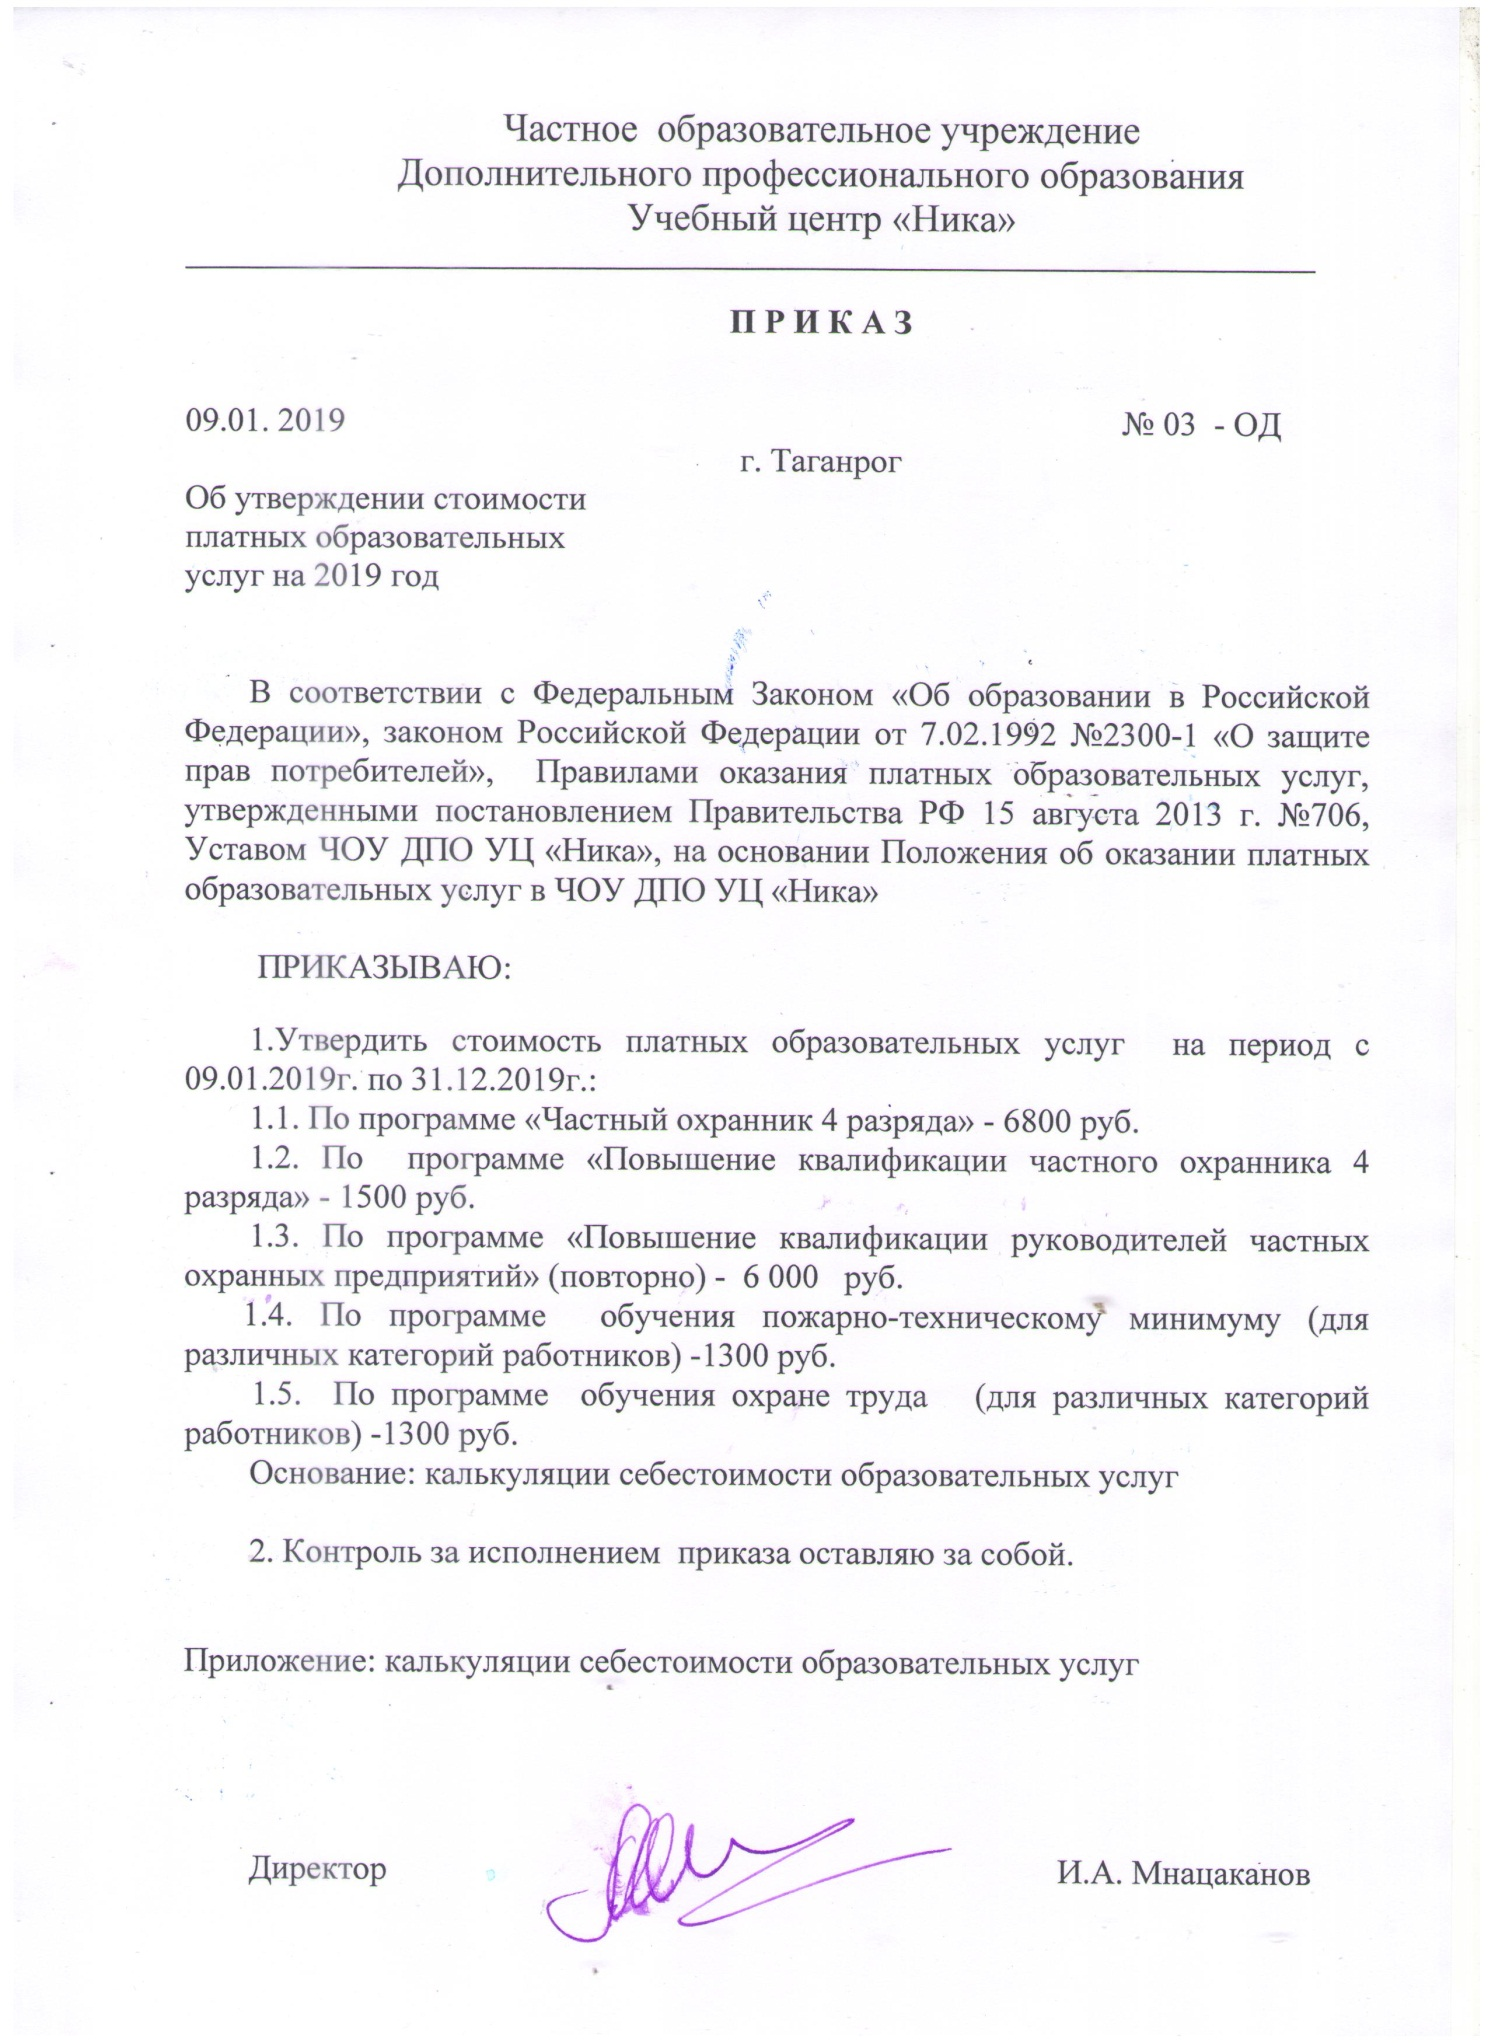 Частное образовательное учреждение
Дополнительного профессионального образования
Учебный центр «Ника»
П Р И К А З
09.01. 2019 № 03 - ОД
г. Таганрог
Об утверждении стоимости
платных образовательных
услуг на 2019 год
В соответствии с Федеральным Законом «Об образовании в Российской
Федерации», законом Российской Федерации от 7.02.1992 №2300-1 «О защите
прав потребителей», Правилами оказания платных образовательных услуг,
утвержденными постановлением Правительства РФ 15 августа 2013 г. №706,
Уставом ЧОУ ДПО УЦ «Ника», на основании Положения об оказании платных
образовательных услуг в ЧОУ ДПО УЦ «Ника»
ПРИКАЗЫВАЮ:
1.Утвердить стоимость платных образовательных услуг на период с
09.01.2019г. по 31.12.2019г.:
1.1. По программе «Частный охранник 4 разряда» - 6800 руб.
1.2. По программе «Повышение квалификации частного охранника 4
разряда» - 1500 руб.
1.3. По программе «Повышение квалификации руководителей частных
охранных предприятий» (повторно) - 6 000 руб.
1.4. По программе обучения пожарно-техническому минимуму (для
различных категорий работников) -1300 руб.
1.5. По программе обучения охране труда (для различных категорий
работников) -1300 руб.
Основание: калькуляции себестоимости образовательных услуг
2. Контроль за исполнением приказа оставляю за собой.
Приложение: калькуляции себестоимости образовательных услуг
Директор И.А. Мнацаканов